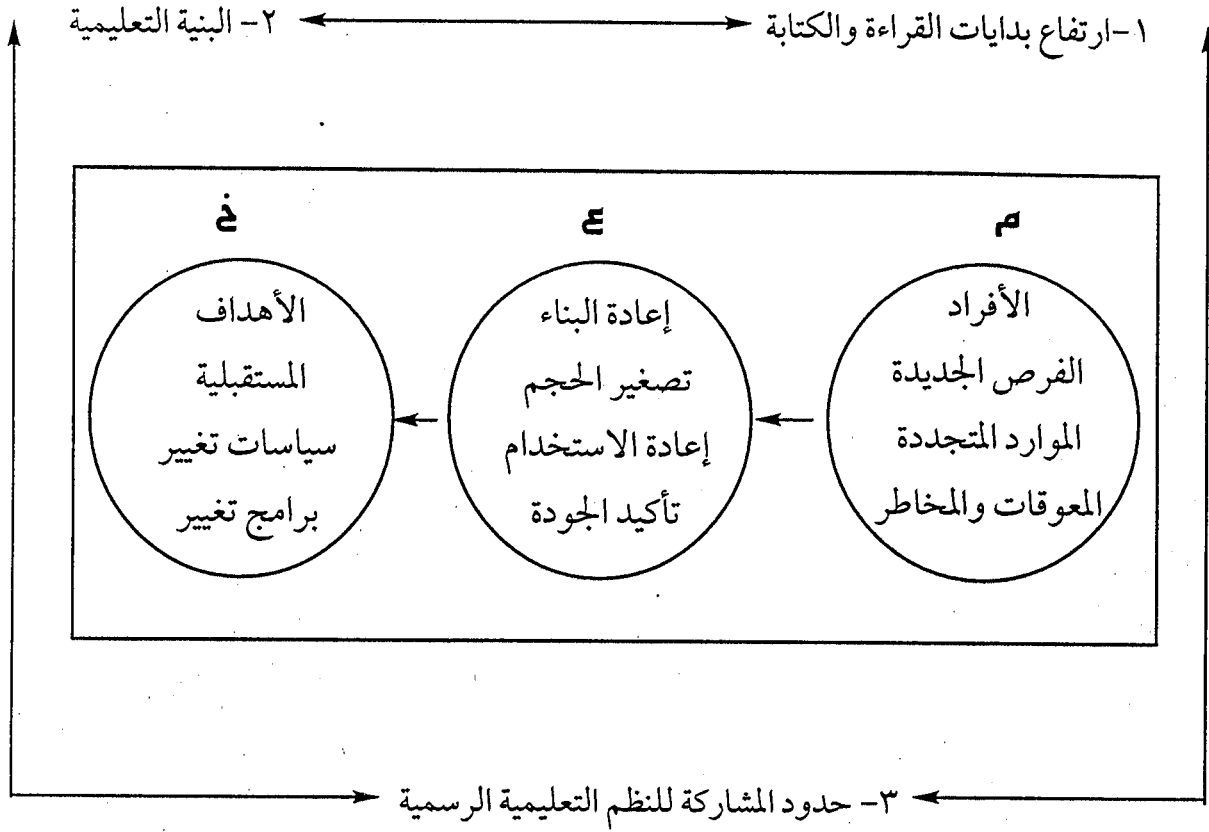 ١- ارتفاع بدايات القراءة والكتابة
٢- البنية التعليمية
م
الأفراد
الفرص الجديدة
الموارد المتجددة
المعوقات والمخاطر
ع
إعادة البناء
تصغير الحجم
إعادة الاستخدام
تأكيد الجودة
خ
الأهداف
المستقبلية
سياسات تغيير
برامج تغيير
٣- حدود المشاركة للنظم التعليمية الرسمية